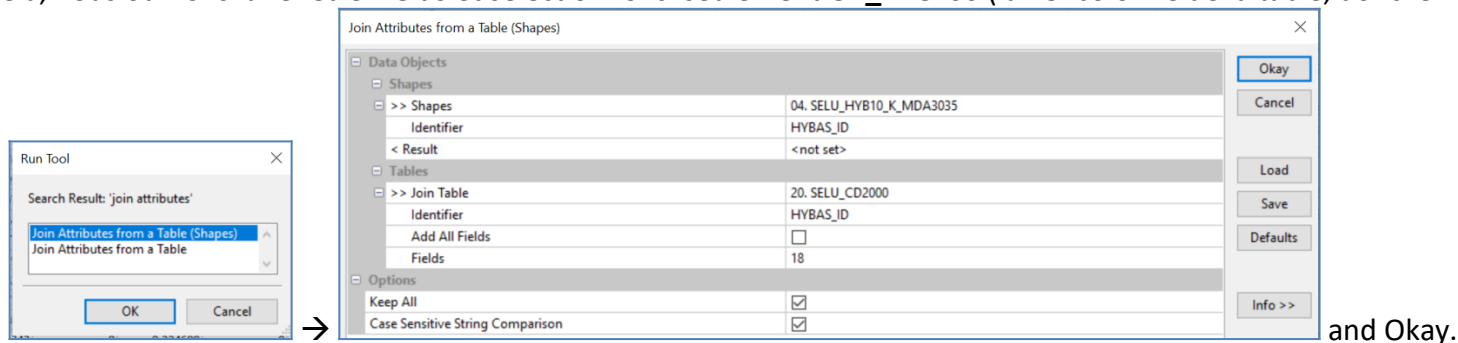 Join Attributes from a Table (Shapes)
Data Objects
Shapes
>> Shapes 04. SELU_HYB10_K_MDA3035
Identifier HYBAS_ID
< Result <not set>
Tables
>> Join Table 20. SELU_CD2000
Identifier HYBAS_ID
Add All Fields
Fields 18
Options
Keep All
Case Sensitive String Comparison
Okay
Cancel
Load
Save
Defaults
Info >>
Run Tool
Search Result: 'join attributes'
Join Attributes from a Table (Shapes)
Join Attributes from a Table
OK Cancel
→ and Okay.